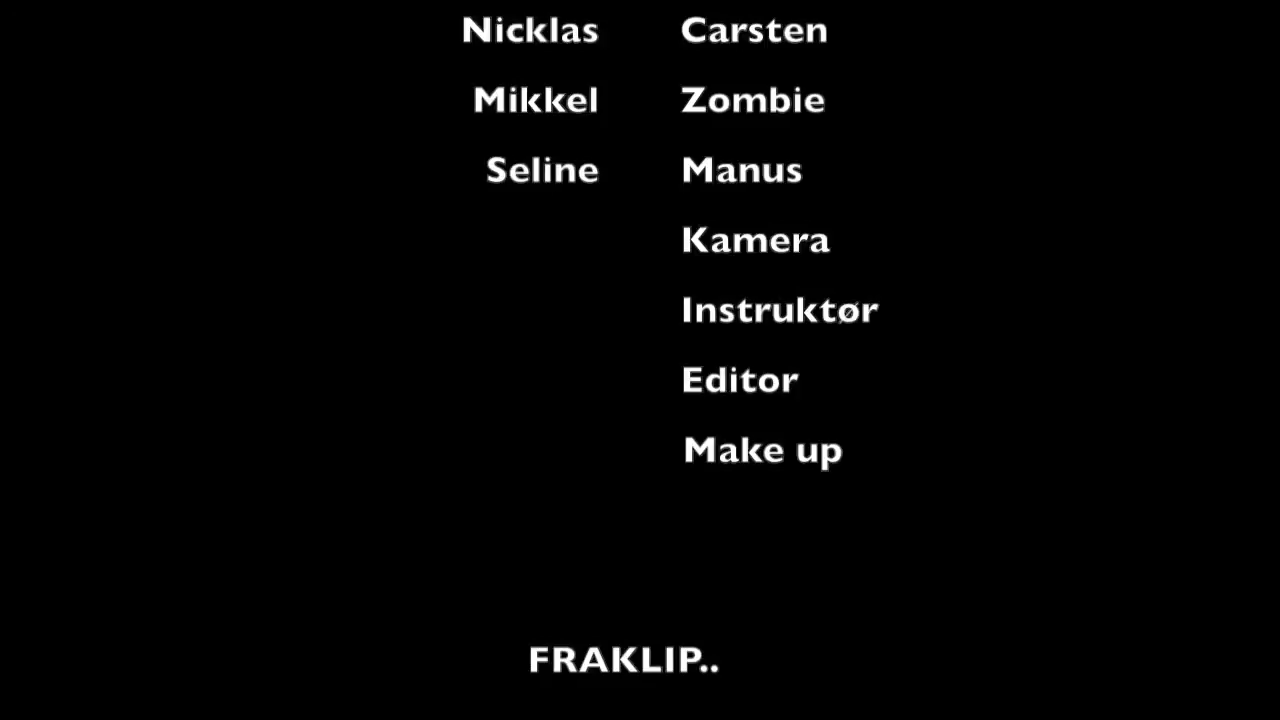 Nicklas Carsten
Mikkel Zombie
Seline Manus
Kamera
Instruktør
Editor
Make up
FRAKLIP..